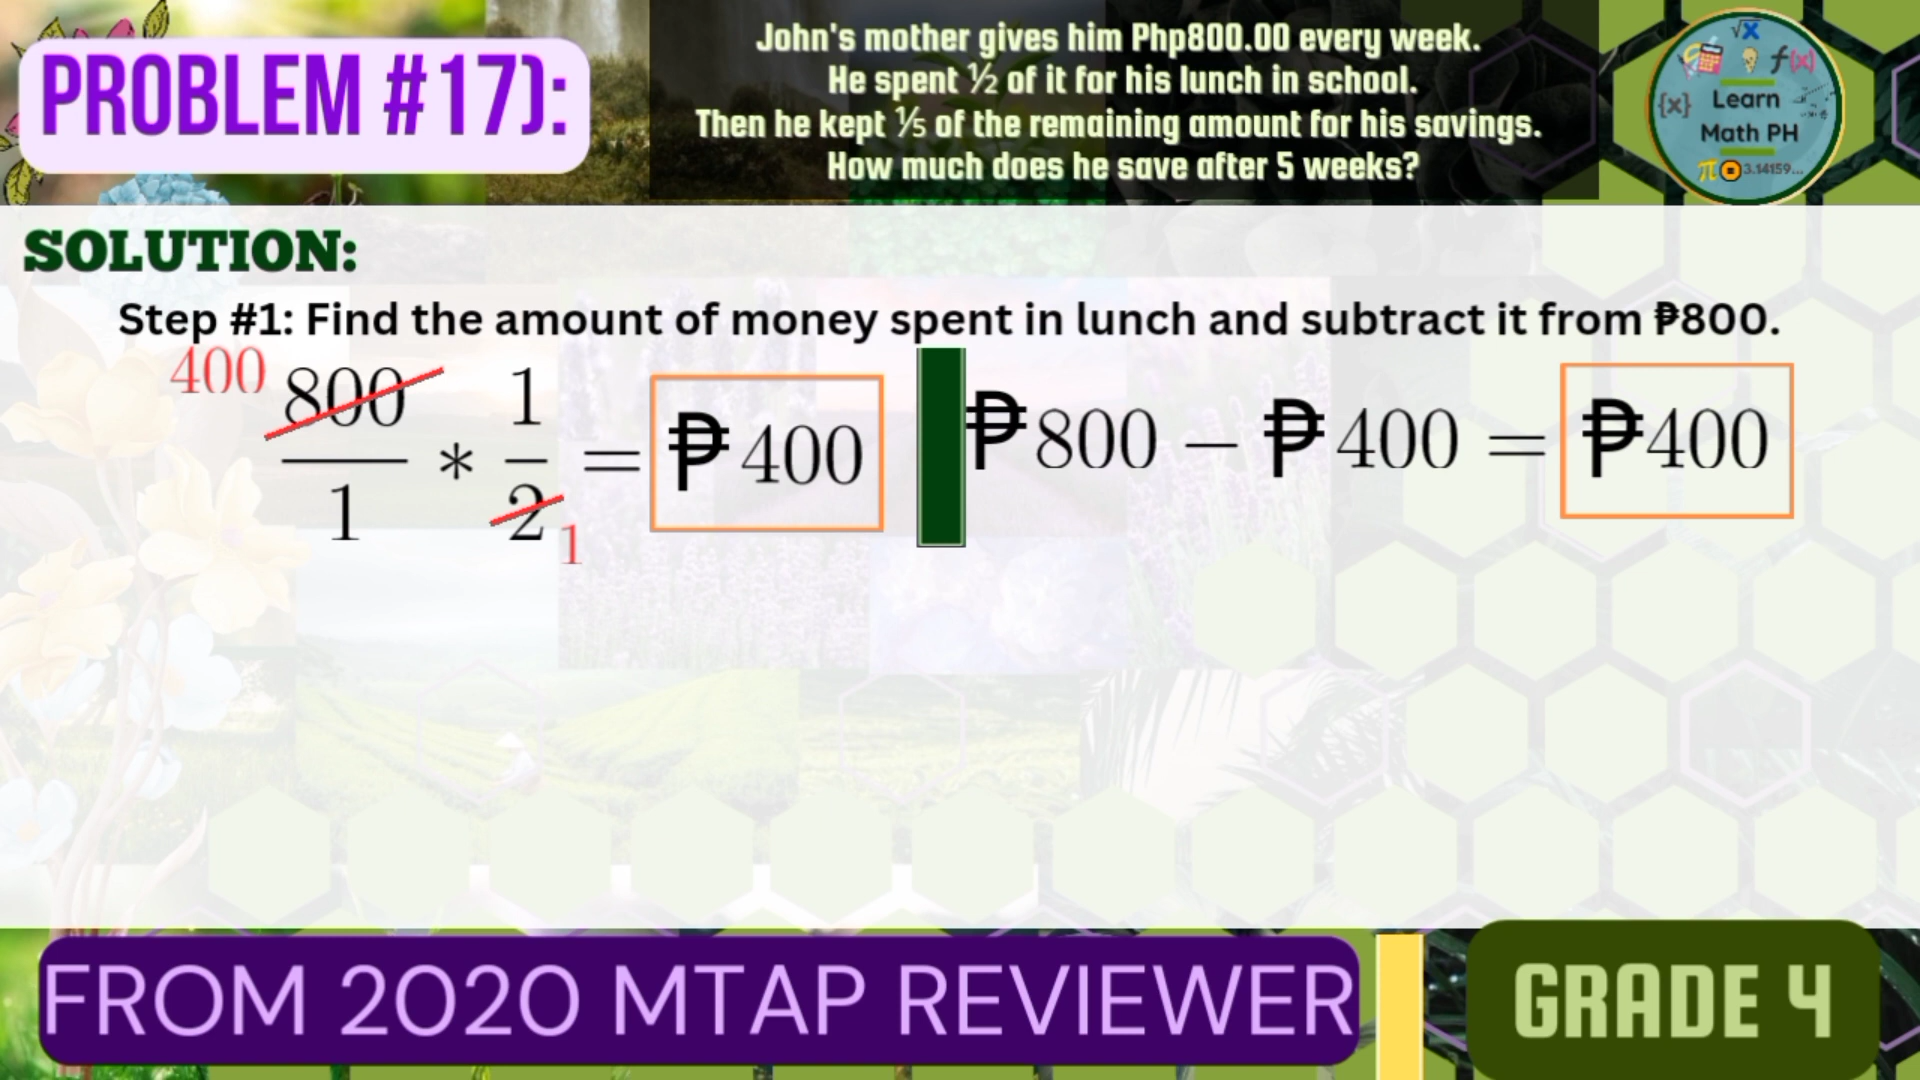 PROBLEM #17):
John's mother gives him Php800.00 every week.
He spent ½ of it for his lunch in school.
Then he kept ⅕ of the remaining amount for his savings.
How much does he save after 5 weeks?
√x
f(x)
{x}
Learn
Math PH
π
3.14159...
SOLUTION:
Step #1: Find the amount of money spent in lunch and subtract it from ₱800.
400
800/1 * 1/2 = ₱400
1
₱800 − ₱400 = ₱400
FROM 2020 MTAP REVIEWER
GRADE 4